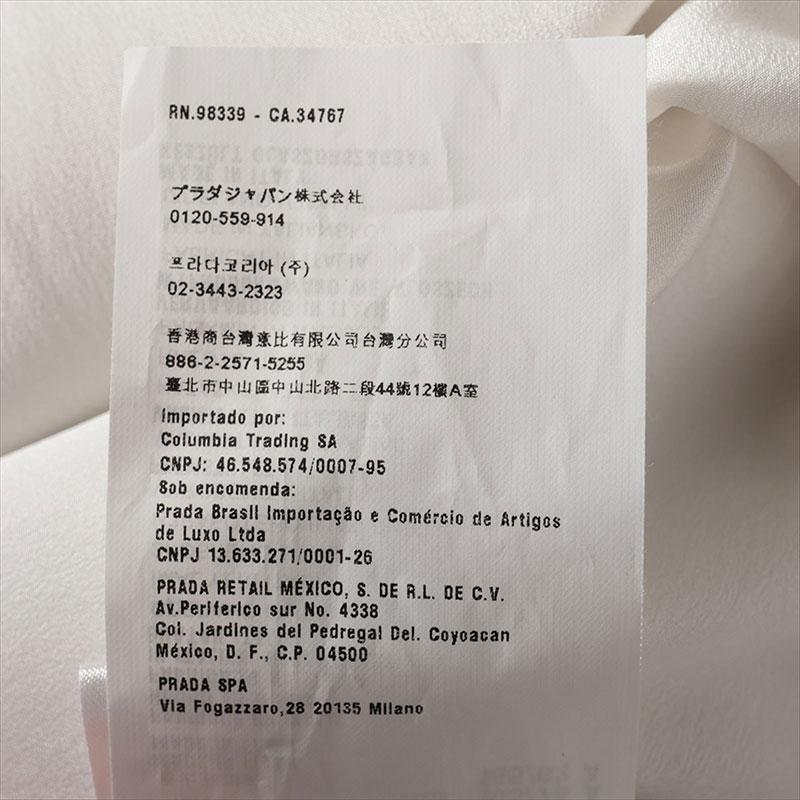 RN.98339 - CA.34767
プラダジャパン株式会社
0120-559-914
프라다코리아 (주)
02-3443-2323
香港商台灣意比有限公司台灣分公司
886-2-2571-5255
臺北市中山區中山北路二段44號12樓A室
Importado por:
Columbia Trading SA
CNPJ: 46.548.574/0007-95
Sob encomenda:
Prada Brasil Importação e Comércio de Artigos
de Luxo Ltda
CNPJ 13.633.271/0001-26
PRADA RETAIL MÉXICO, S. DE R.L. DE C.V.
Av.Periferico sur No. 4338
Col. Jardines del Pedregal Del. Coyoacan
México, D. F., C.P. 04500
PRADA SPA
Via Fogazzaro,28 20135 Milano